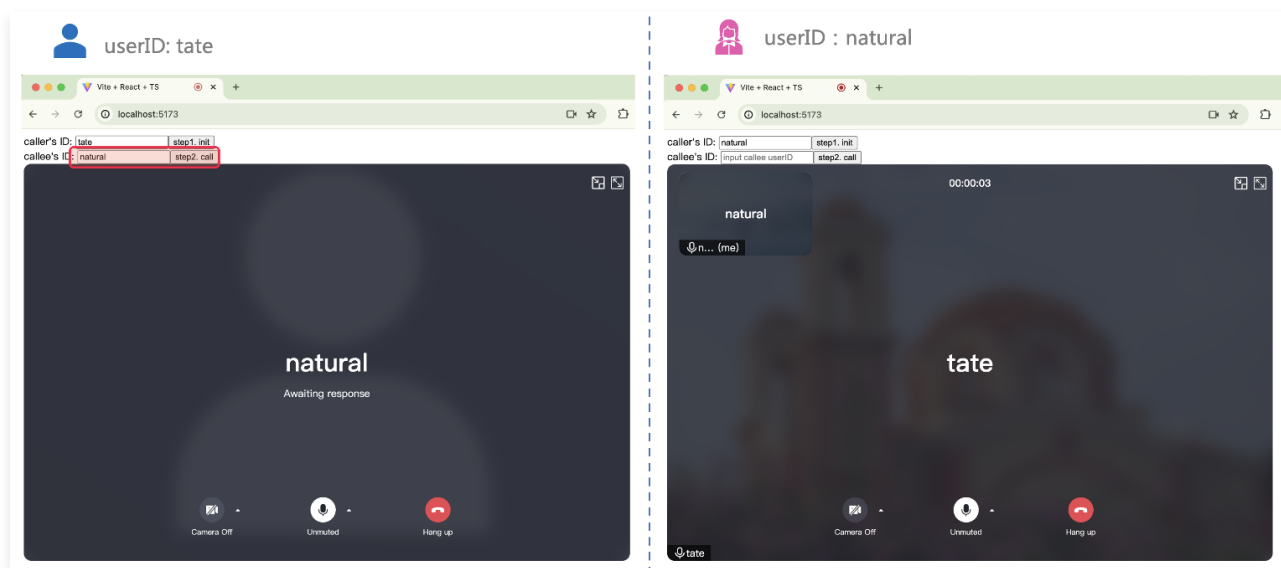 userID: tate
Vite + React + TS
localhost:5173
caller's ID: tate step1. init
callee's ID: natural step2. call
natural
Awaiting response
Camera Off Unmuted Hang up
userID : natural
Vite + React + TS
localhost:5173
caller's ID: natural step1. init
callee's ID: input callee userID step2. call
00:00:03
natural
n... (me)
tate
Camera Off Unmuted Hang up
tate